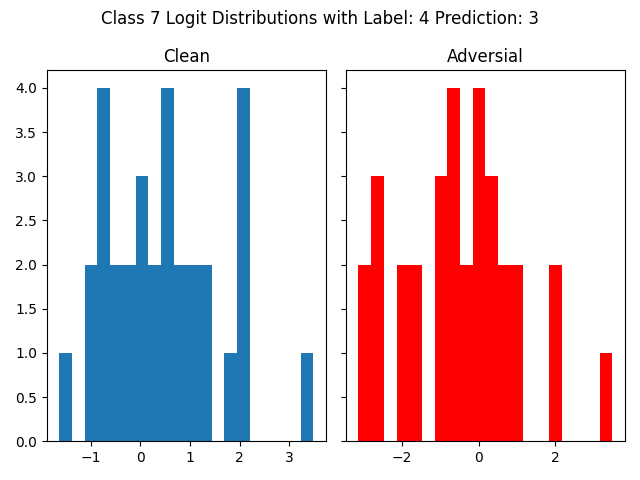 Class 7 Logit Distributions with Label: 4 Prediction: 3
Clean
Adversial
4.0
3.5
3.0
2.5
2.0
1.5
1.0
0.5
0.0
−1 0 1 2 3
−2 0 2